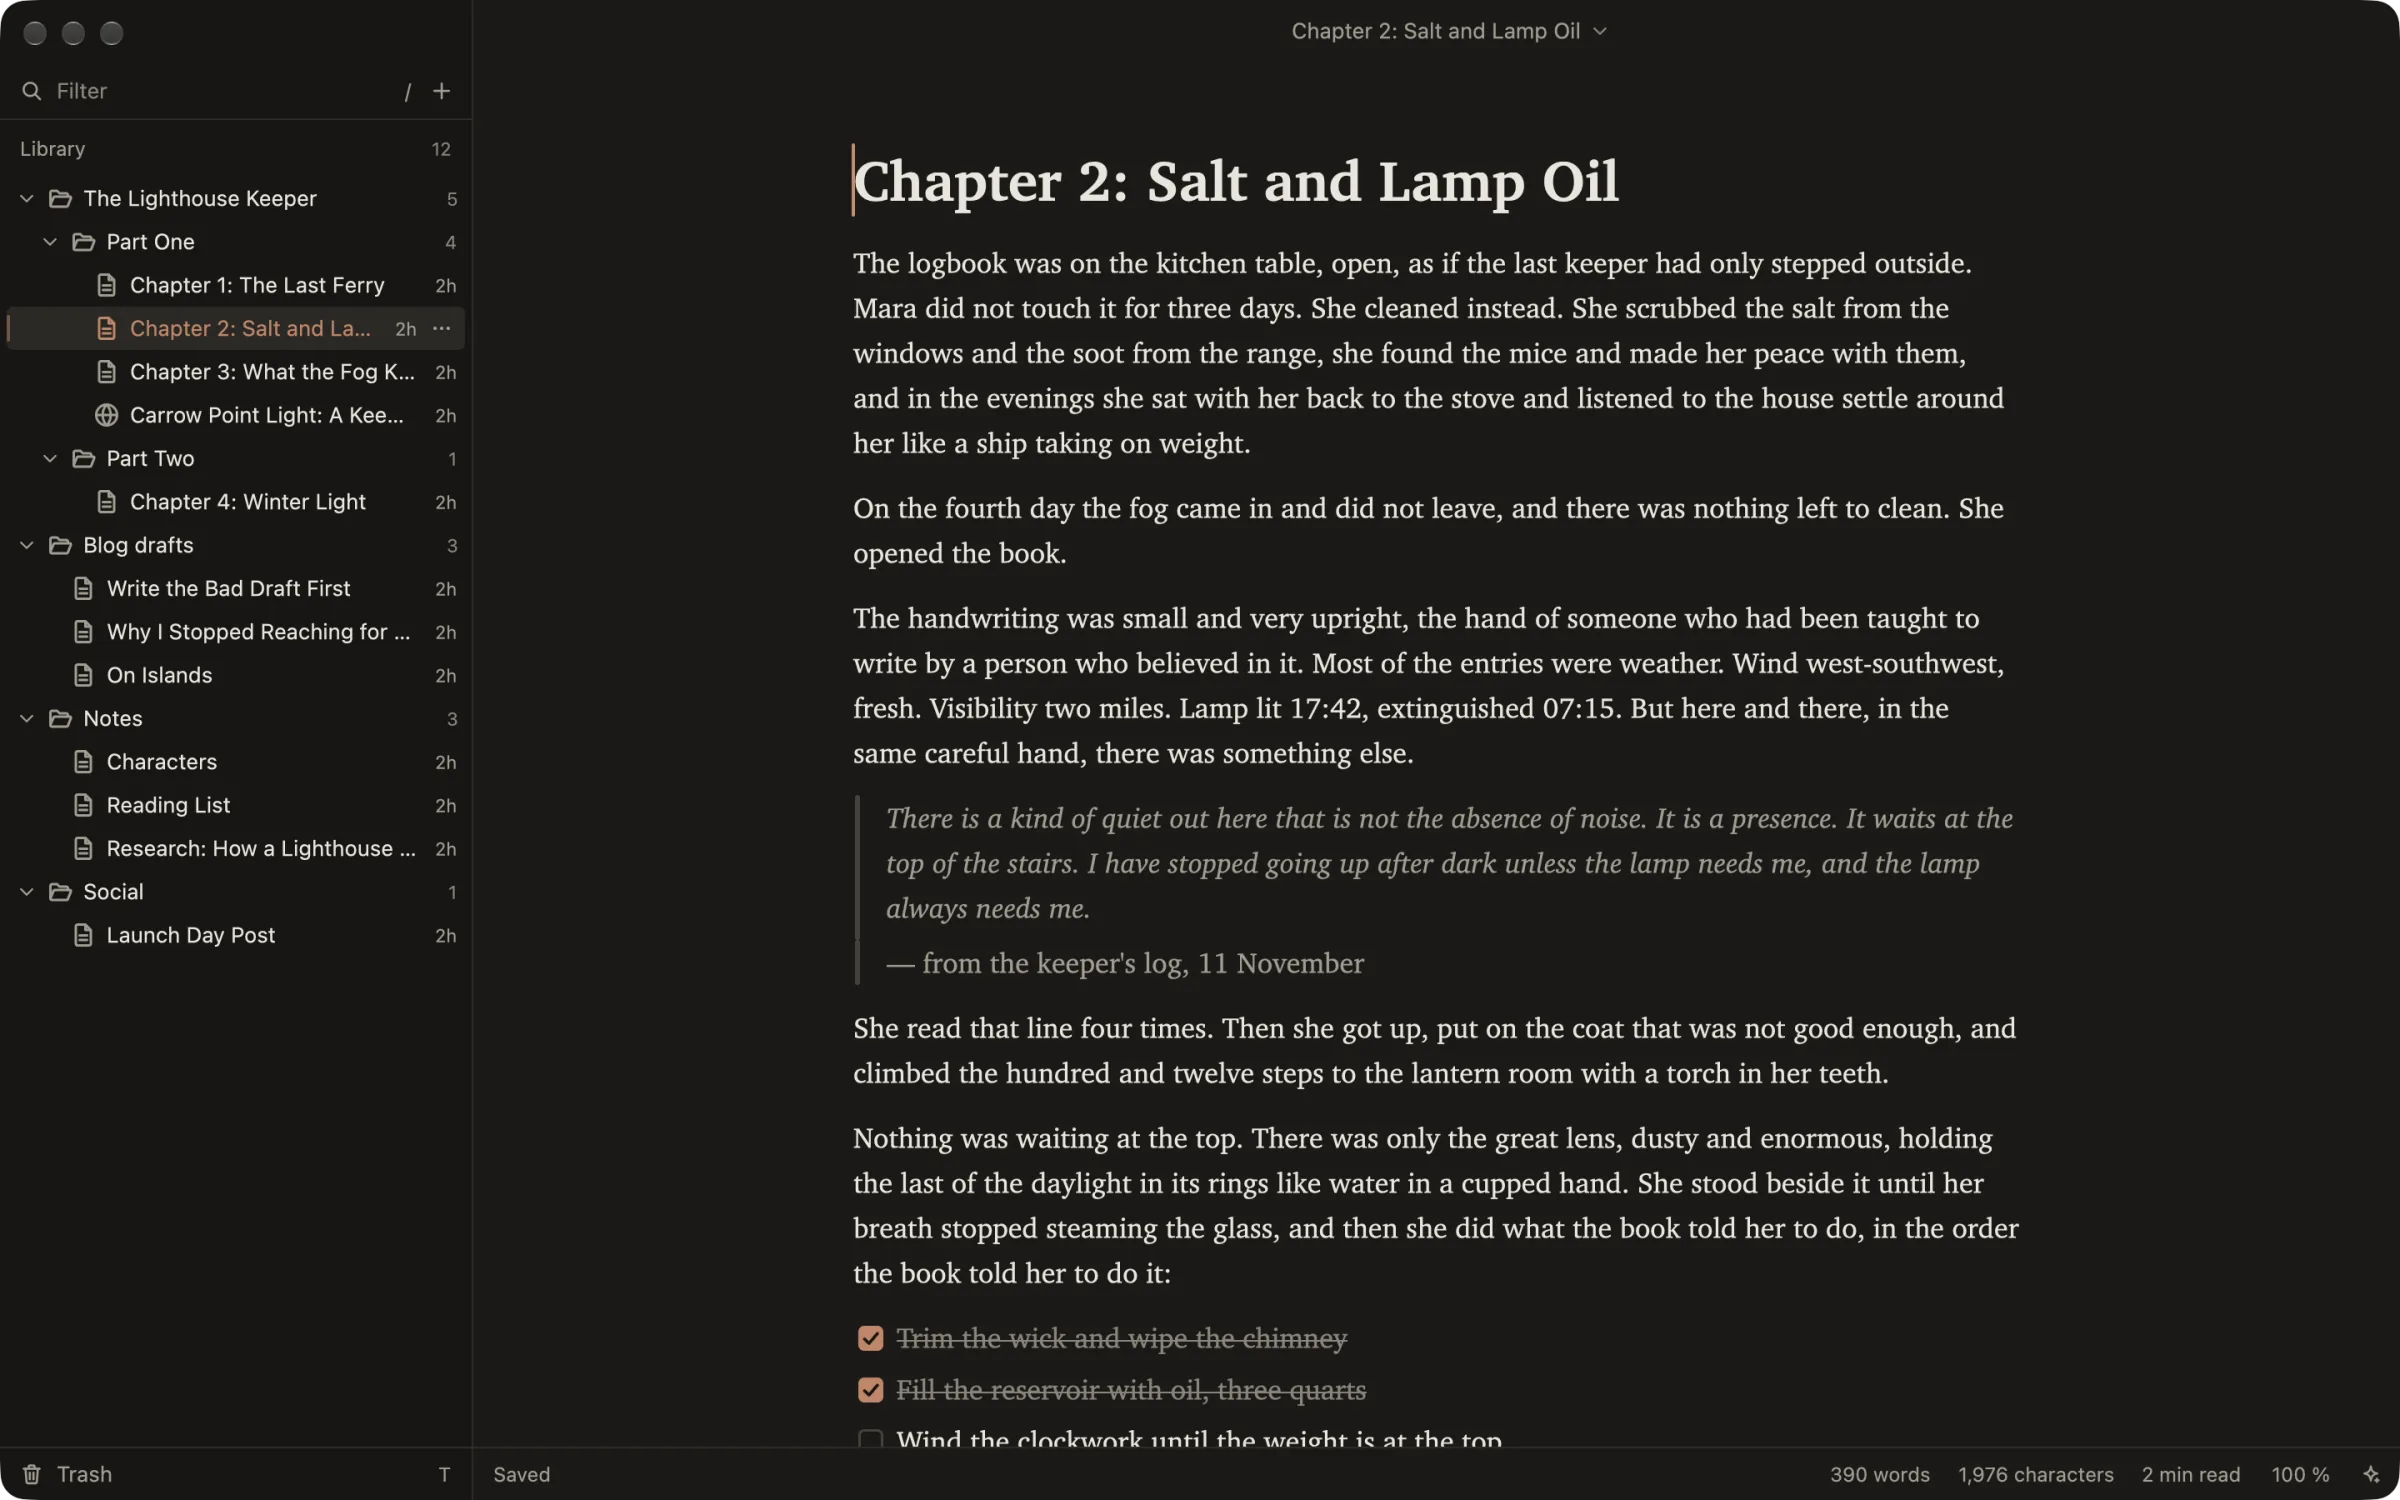 Chapter 2: Salt and Lamp Oil
Filter
/
Library 12
The Lighthouse Keeper 5
Part One 4
Chapter 1: The Last Ferry 2h
Chapter 2: Salt and La... 2h ...
Chapter 3: What the Fog K... 2h
Carrow Point Light: A Kee... 2h
Part Two 1
Chapter 4: Winter Light 2h
Blog drafts 3
Write the Bad Draft First 2h
Why I Stopped Reaching for ... 2h
On Islands 2h
Notes 3
Characters 2h
Reading List 2h
Research: How a Lighthouse ... 2h
Social 1
Launch Day Post 2h
Trash T
Chapter 2: Salt and Lamp Oil
The logbook was on the kitchen table, open, as if the last keeper had only stepped outside.
Mara did not touch it for three days. She cleaned instead. She scrubbed the salt from the
windows and the soot from the range, she found the mice and made her peace with them,
and in the evenings she sat with her back to the stove and listened to the house settle around
her like a ship taking on weight.
On the fourth day the fog came in and did not leave, and there was nothing left to clean. She
opened the book.
The handwriting was small and very upright, the hand of someone who had been taught to
write by a person who believed in it. Most of the entries were weather. Wind west-southwest,
fresh. Visibility two miles. Lamp lit 17:42, extinguished 07:15. But here and there, in the
same careful hand, there was something else.
There is a kind of quiet out here that is not the absence of noise. It is a presence. It waits at the
top of the stairs. I have stopped going up after dark unless the lamp needs me, and the lamp
always needs me.
— from the keeper's log, 11 November
She read that line four times. Then she got up, put on the coat that was not good enough, and
climbed the hundred and twelve steps to the lantern room with a torch in her teeth.
Nothing was waiting at the top. There was only the great lens, dusty and enormous, holding
the last of the daylight in its rings like water in a cupped hand. She stood beside it until her
breath stopped steaming the glass, and then she did what the book told her to do, in the order
the book told her to do it:
Trim the wick and wipe the chimney
Fill the reservoir with oil, three quarts
Wind the clockwork until the weight is at the top
Saved
390 words 1,976 characters 2 min read 100 %